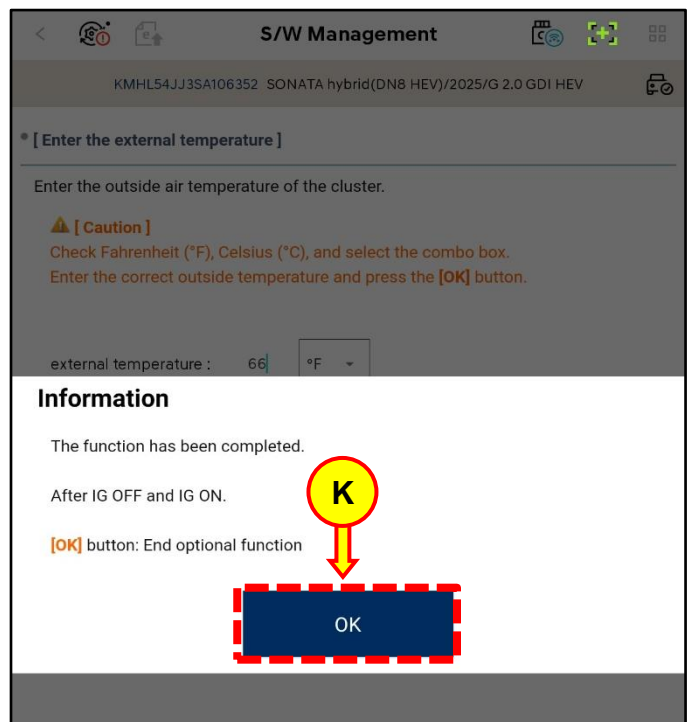 S/W Management
KMHL54JJ3SA106352 SONATA hybrid(DN8 HEV)/2025/G 2.0 GDI HEV
[ Enter the external temperature ]
Enter the outside air temperature of the cluster.
[ Caution ]
Check Fahrenheit (°F), Celsius (°C), and select the combo box.
Enter the correct outside temperature and press the [OK] button.
external temperature : 66 °F
Information
The function has been completed.
After IG OFF and IG ON.
K
[OK] button: End optional function
OK